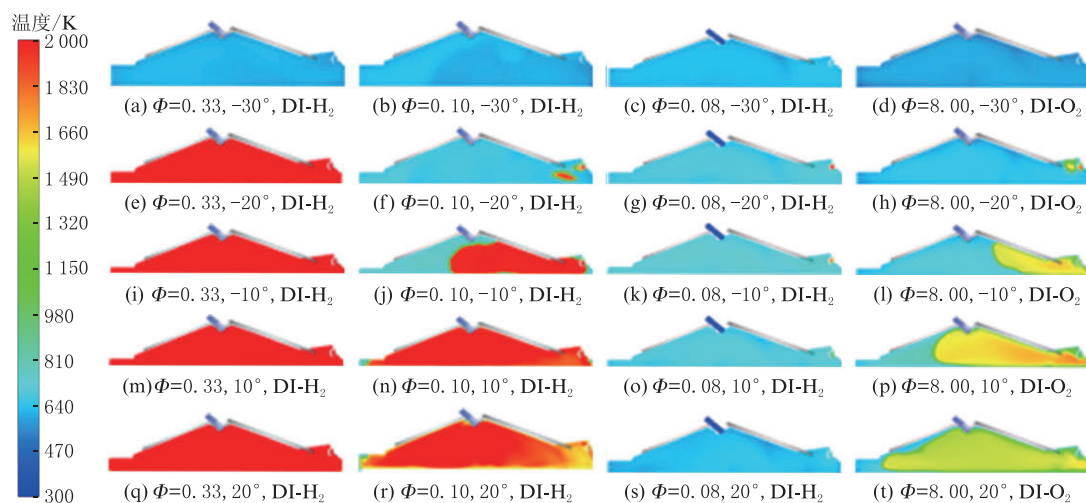 温度/K
2 000
1 830
1 660
1 490
1 320
1 150
980
810
640
470
300
(a) Φ=0.33, -30°, DI-H₂
(b) Φ=0.10, -30°, DI-H₂
(c) Φ=0.08, -30°, DI-H₂
(d) Φ=8.00, -30°, DI-O₂
(e) Φ=0.33, -20°, DI-H₂
(f) Φ=0.10, -20°, DI-H₂
(g) Φ=0.08, -20°, DI-H₂
(h) Φ=8.00, -20°, DI-O₂
(i) Φ=0.33, -10°, DI-H₂
(j) Φ=0.10, -10°, DI-H₂
(k) Φ=0.08, -10°, DI-H₂
(l) Φ=8.00, -10°, DI-O₂
(m) Φ=0.33, 10°, DI-H₂
(n) Φ=0.10, 10°, DI-H₂
(o) Φ=0.08, 10°, DI-H₂
(p) Φ=8.00, 10°, DI-O₂
(q) Φ=0.33, 20°, DI-H₂
(r) Φ=0.10, 20°, DI-H₂
(s) Φ=0.08, 20°, DI-H₂
(t) Φ=8.00, 20°, DI-O₂